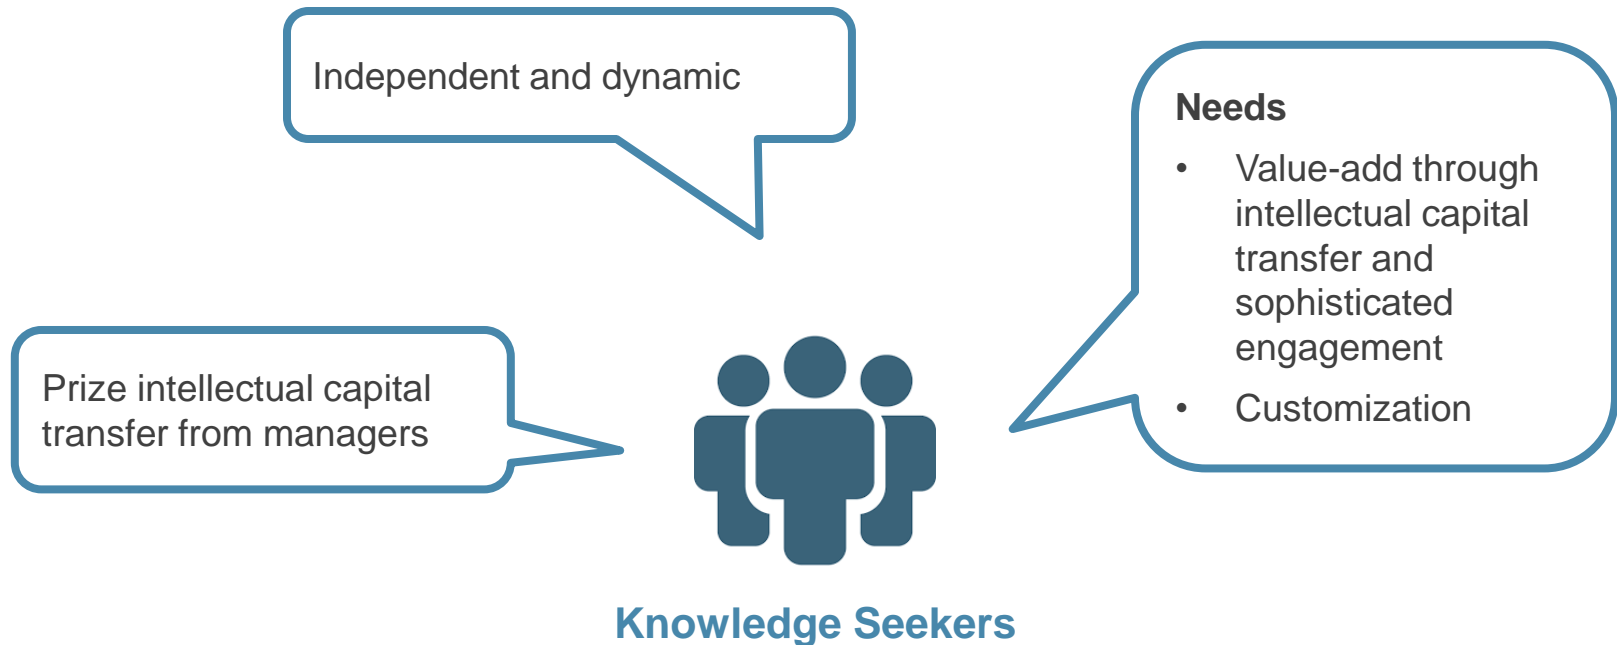 Independent and dynamic
Needs
• Value-add through
intellectual capital
transfer and
sophisticated
engagement
• Customization
Prize intellectual capital
transfer from managers
Knowledge Seekers